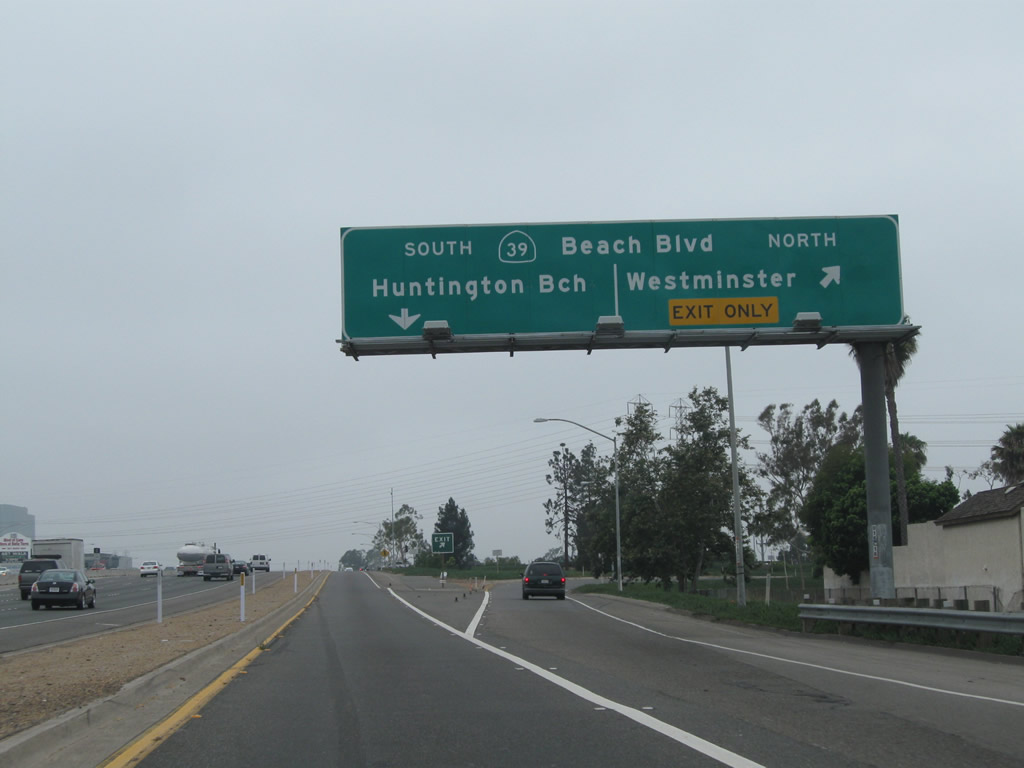 SOUTH 39 Beach Blvd NORTH
Huntington Bch Westminster
EXIT ONLY
EXIT